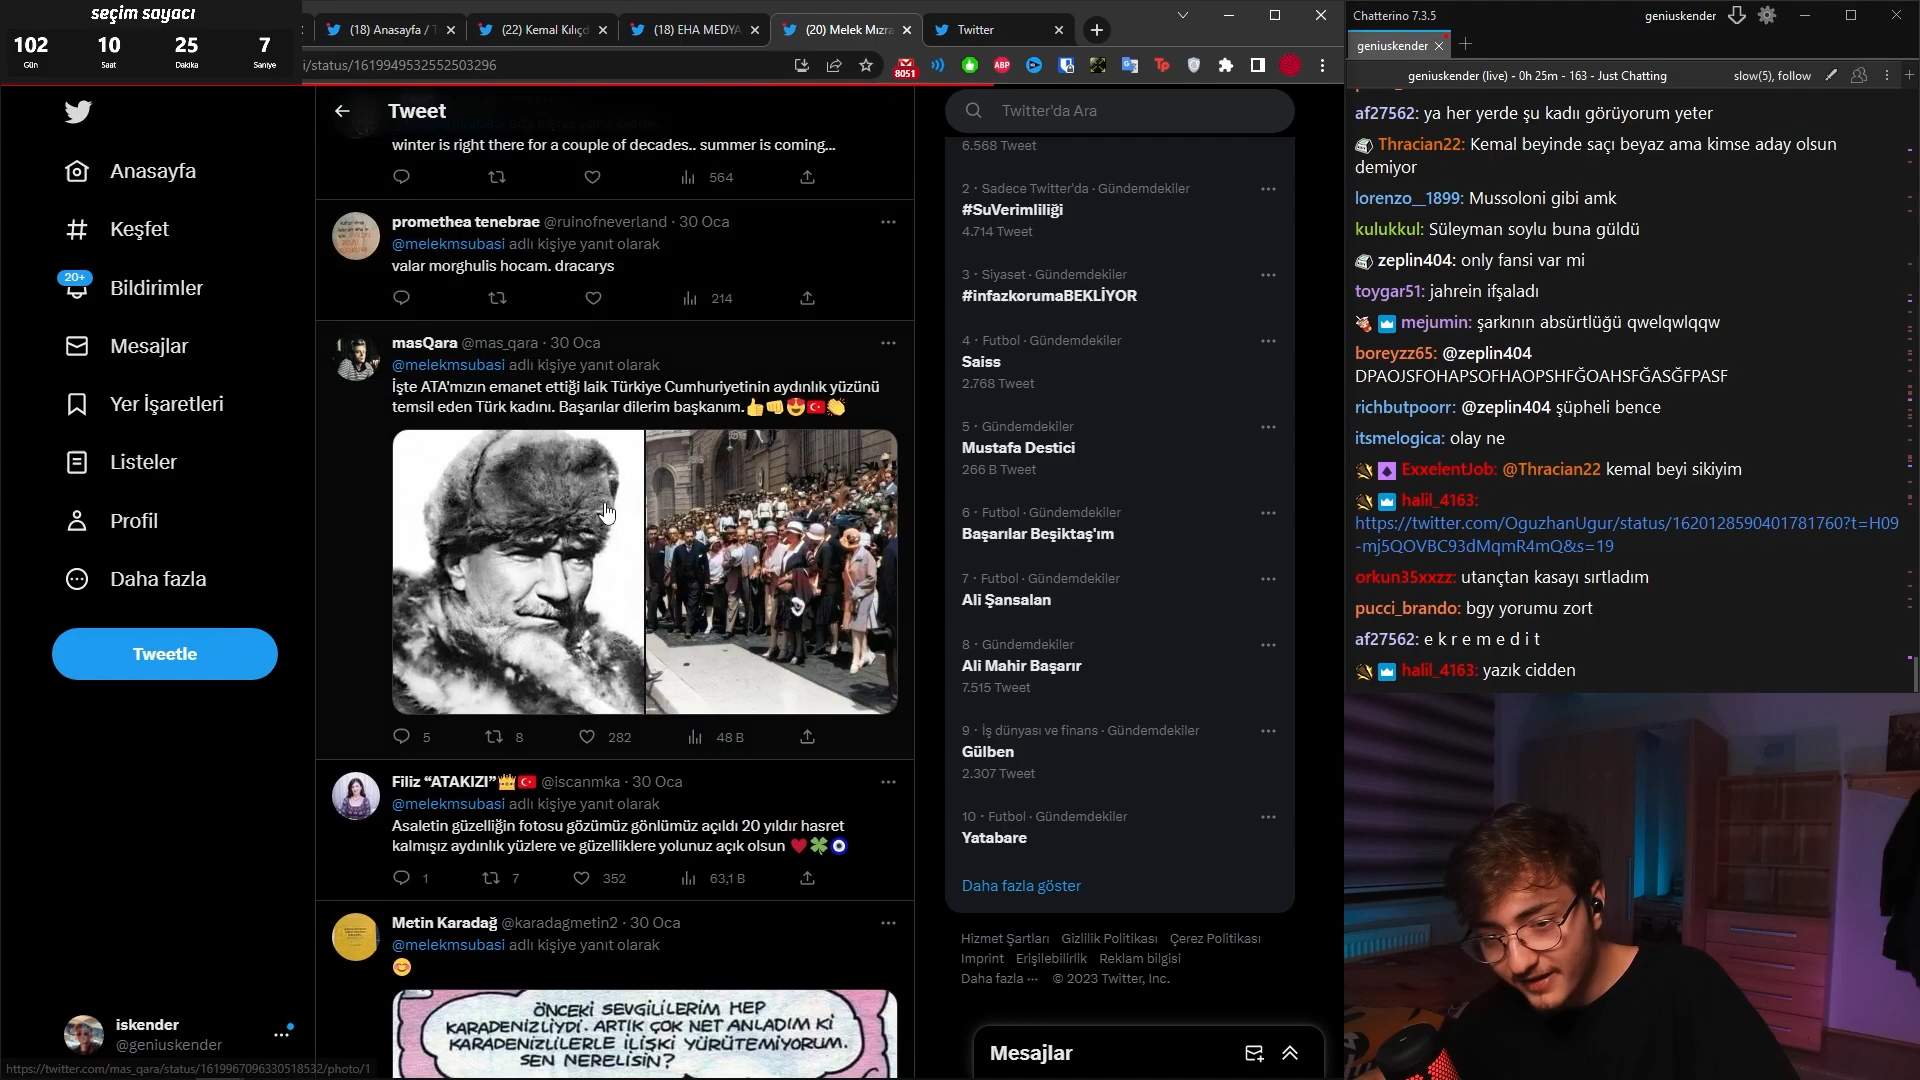 seçim sayacı
102
10
25
7
Gün
Saat
Dakika
Saniye
(18) Anasayfa / T
(22) Kemal Kılıçd
(18) EHA MEDYA
(20) Melek Mızra
Twitter
i/status/1619949532552503296
8051
ABP
Anasayfa
Keşfet
20+
Bildirimler
Mesajlar
Yer İşaretleri
Listeler
Profil
Daha fazla
Tweetle
iskender
@geniuskender
https://twitter.com/mas_qara/status/1619967096330518532/photo/1
Tweet
winter is right there for a couple of decades.. summer is coming...
564
promethea tenebrae @ruinofneverland · 30 Oca
@melekmsubasi adlı kişiye yanıt olarak
valar morghulis hocam. dracarys
214
masQara @mas_qara · 30 Oca
@melekmsubasi adlı kişiye yanıt olarak
İşte ATA'mızın emanet ettiği laik Türkiye Cumhuriyetinin aydınlık yüzünü
temsil eden Türk kadını. Başarılar dilerim başkanım.👍👊😍🇹🇷👏
5
8
282
48 B
Filiz “ATAKIZI”👑🇹🇷 @iscanmka · 30 Oca
@melekmsubasi adlı kişiye yanıt olarak
Asaletin güzelliğin fotosu gözümüz gönlümüz açıldı 20 yıldır hasret
kalmışız aydınlık yüzlere ve güzelliklere yolunuz açık olsun ♥️🍀🧿
1
7
352
63,1 B
Metin Karadağ @karadagmetin2 · 30 Oca
@melekmsubasi adlı kişiye yanıt olarak
😊
ÖNCEKİ SEVGİLİLERİM HEP
KARADENİZLİYDİ. ARTIK ÇOK NET ANLADIM Kİ
KARADENİZLİLERLE İLİŞKİ YÜRÜTEMİYORUM.
SEN NERELİSİN?
Twitter'da Ara
6.568 Tweet
2 · Sadece Twitter'da · Gündemdekiler
#SuVerimliliği
4.714 Tweet
3 · Siyaset · Gündemdekiler
#infazkorumaBEKLİYOR
4 · Futbol · Gündemdekiler
Saiss
2.768 Tweet
5 · Gündemdekiler
Mustafa Destici
266 B Tweet
6 · Futbol · Gündemdekiler
Başarılar Beşiktaş'ım
7 · Futbol · Gündemdekiler
Ali Şansalan
8 · Gündemdekiler
Ali Mahir Başarır
7.515 Tweet
9 · İş dünyası ve finans · Gündemdekiler
Gülben
2.307 Tweet
10 · Futbol · Gündemdekiler
Yatabare
Daha fazla göster
Hizmet Şartları Gizlilik Politikası Çerez Politikası
Imprint Erişilebilirlik Reklam bilgisi
Daha fazla ··· © 2023 Twitter, Inc.
Mesajlar
Chatterino 7.3.5
geniuskender
geniuskender
geniuskender (live) - 0h 25m - 163 - Just Chatting
slow(5), follow
af27562: ya her yerde şu kadıı görüyorum yeter
Thracian22: Kemal beyinde saçı beyaz ama kimse aday olsun
demiyor
lorenzo__1899: Mussoloni gibi amk
kulukkul: Süleyman soylu buna güldü
zeplin404: only fansi var mi
toygar51: jahrein ifşaladı
mejumin: şarkının absürtlüğü qwelqwlqqw
boreyzz65: @zeplin404
DPAOJSFOHAPSOFHAOPSHFĞOAHSFĞASĞFPASF
richbutpoorr: @zeplin404 şüpheli bence
itsmelogica: olay ne
ExxelentJob: @Thracian22 kemal beyi sikiyim
halil_4163:
https://twitter.com/OguzhanUgur/status/1620128590401781760?t=H09
-mj5QOVBC93dMqmR4mQ&s=19
orkun35xxzz: utançtan kasayı sırtladım
pucci_brando: bgy yorumu zort
af27562: e k r e m e d i t
halil_4163: yazık cidden